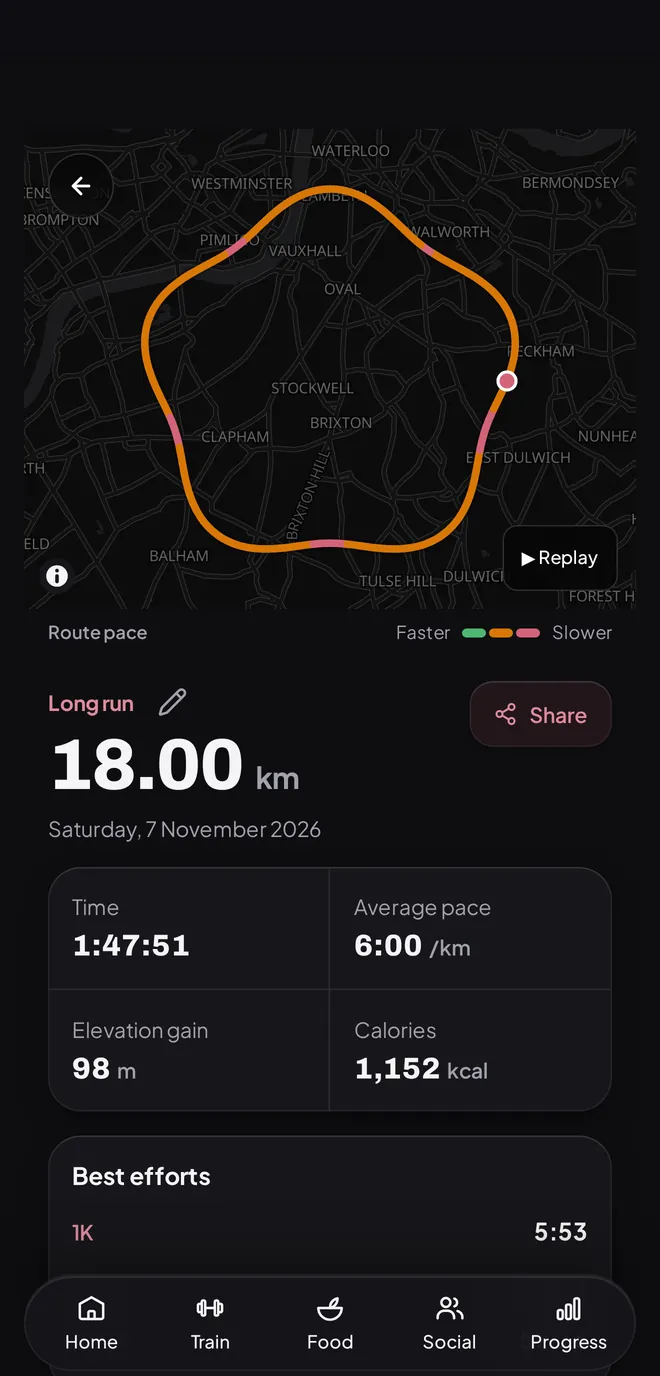 WATERLOO
WESTMINSTER
BERMONDSEY
BROMPTON
WALWORTH
PIMLICO
VAUXHALL
OVAL
PECKHAM
STOCKWELL
BRIXTON
CLAPHAM
EAST DULWICH
BRIXTON HILL
BALHAM
▶ Replay
TULSE HILL
Route pace
Faster
Slower
Long run
Share
18.00 km
Saturday, 7 November 2026
Time
Average pace
1:47:51
6:00 /km
Elevation gain
Calories
98 m
1,152 kcal
Best efforts
1K
5:53
Home
Train
Food
Social
Progress